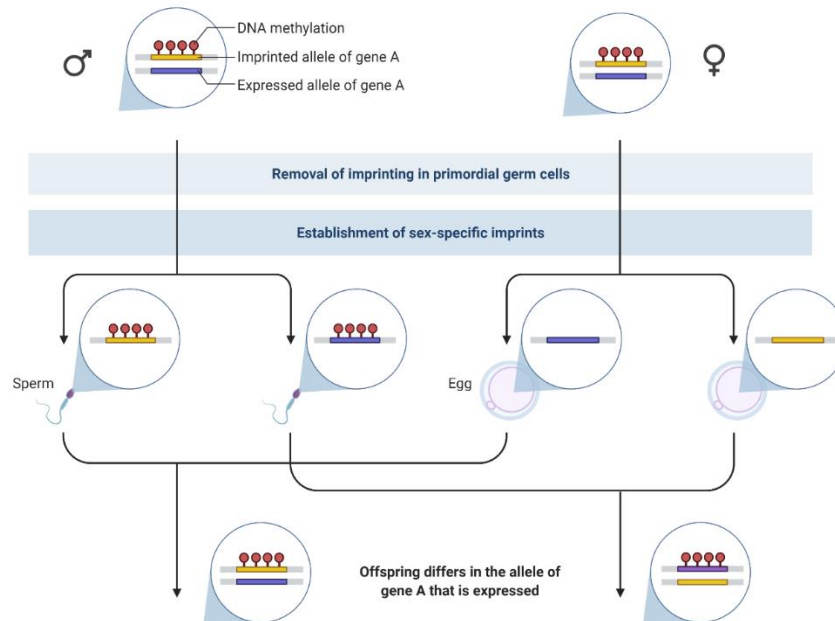 DNA methylation
Imprinted allele of gene A
Expressed allele of gene A
Removal of imprinting in primordial germ cells
Establishment of sex-specific imprints
Sperm
Egg
Offspring differs in the allele of
gene A that is expressed